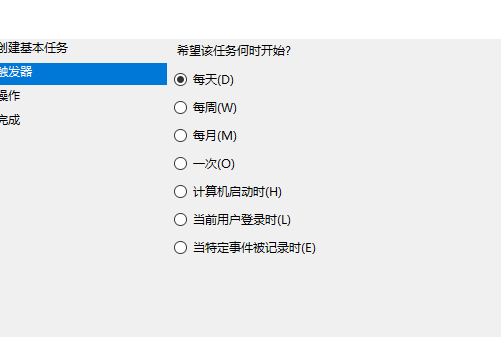 创建基本任务
触发器
操作
完成
希望该任务何时开始?
每天(D)
每周(W)
每月(M)
一次(O)
计算机启动时(H)
当前用户登录时(L)
当特定事件被记录时(E)